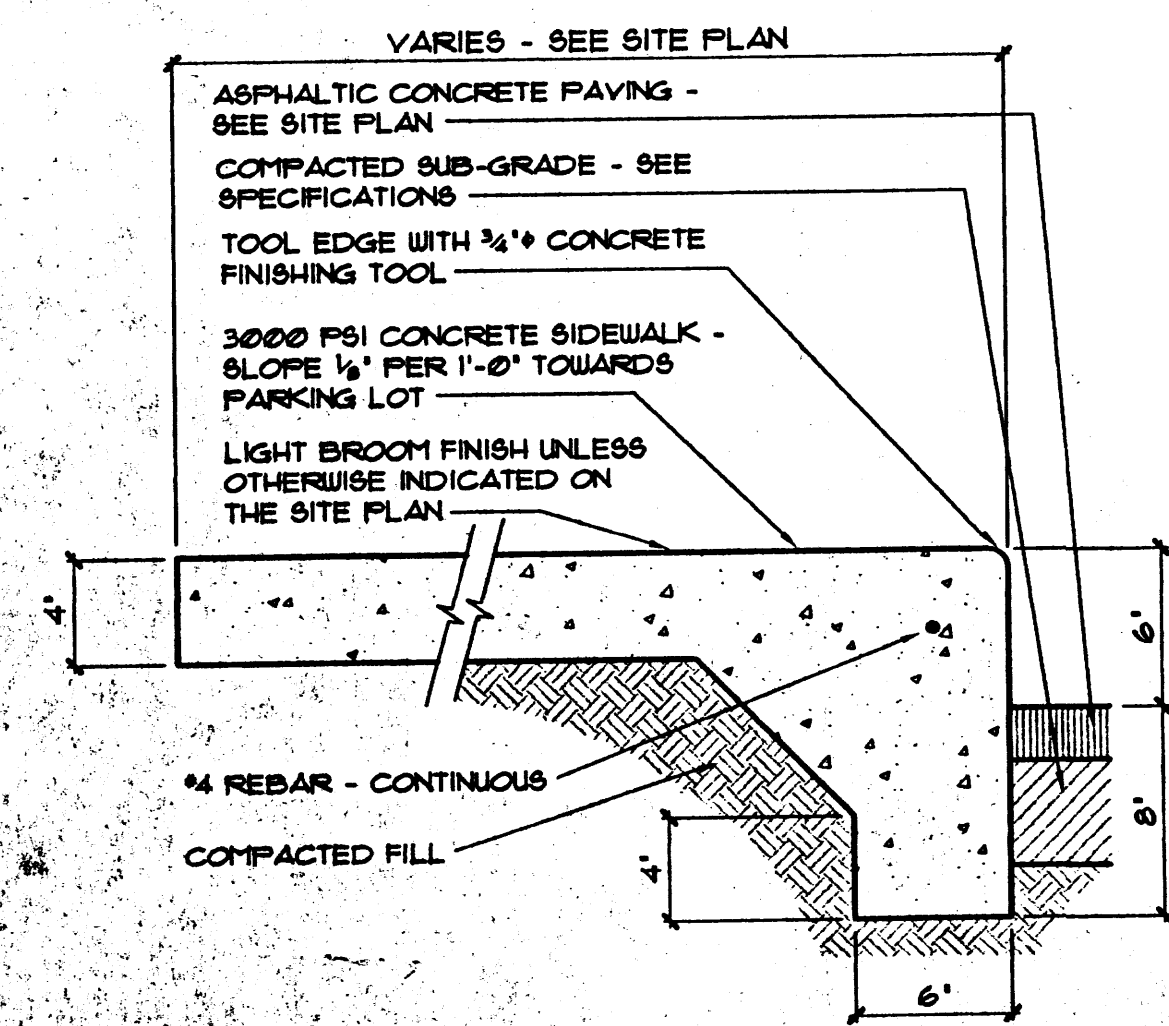 VARIES - SEE SITE PLAN
ASPHALTIC CONCRETE PAVING -
SEE SITE PLAN
COMPACTED SUB-GRADE - SEE
SPECIFICATIONS
TOOL EDGE WITH 3/4"Φ CONCRETE
FINISHING TOOL
3000 PSI CONCRETE SIDEWALK -
SLOPE 1/8" PER 1'-0" TOWARDS
PARKING LOT
LIGHT BROOM FINISH UNLESS
OTHERWISE INDICATED ON
THE SITE PLAN
4"
6"
#4 REBAR - CONTINUOUS
8"
COMPACTED FILL
4"
6"